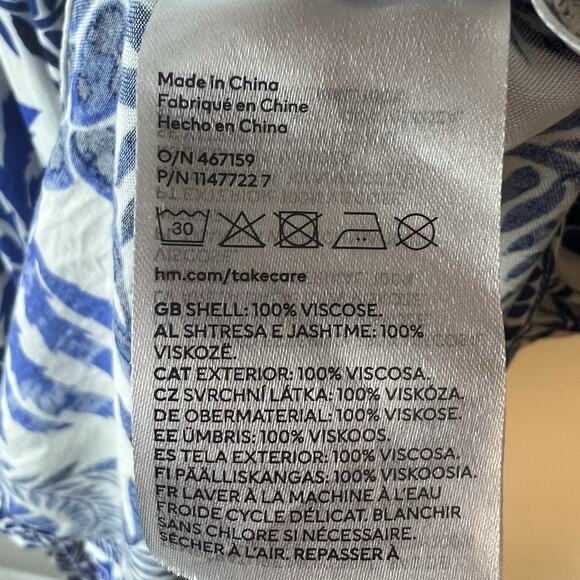 Made in China
Fabriqué en Chine
Hecho en China
O/N 467159
P/N 1147722 7
30
hm.com/takecare
GB SHELL: 100% VISCOSE.
AL SHTRESA E JASHTME: 100%
VISKOZË.
CAT EXTERIOR: 100% VISCOSA.
CZ SVRCHNÍ LÁTKA: 100% VISKÓZA.
DE OBERMATERIAL: 100% VISKOSE.
EE ÜMBRIS: 100% VISKOOS.
ES TELA EXTERIOR: 100% VISCOSA.
FI PÄÄLLISKANGAS: 100% VISKOOSIA.
FR LAVER À LA MACHINE À L'EAU
FROIDE CYCLE DÉLICAT. BLANCHIR
SANS CHLORE SI NÉCESSAIRE.
SÉCHER À L'AIR. REPASSER À